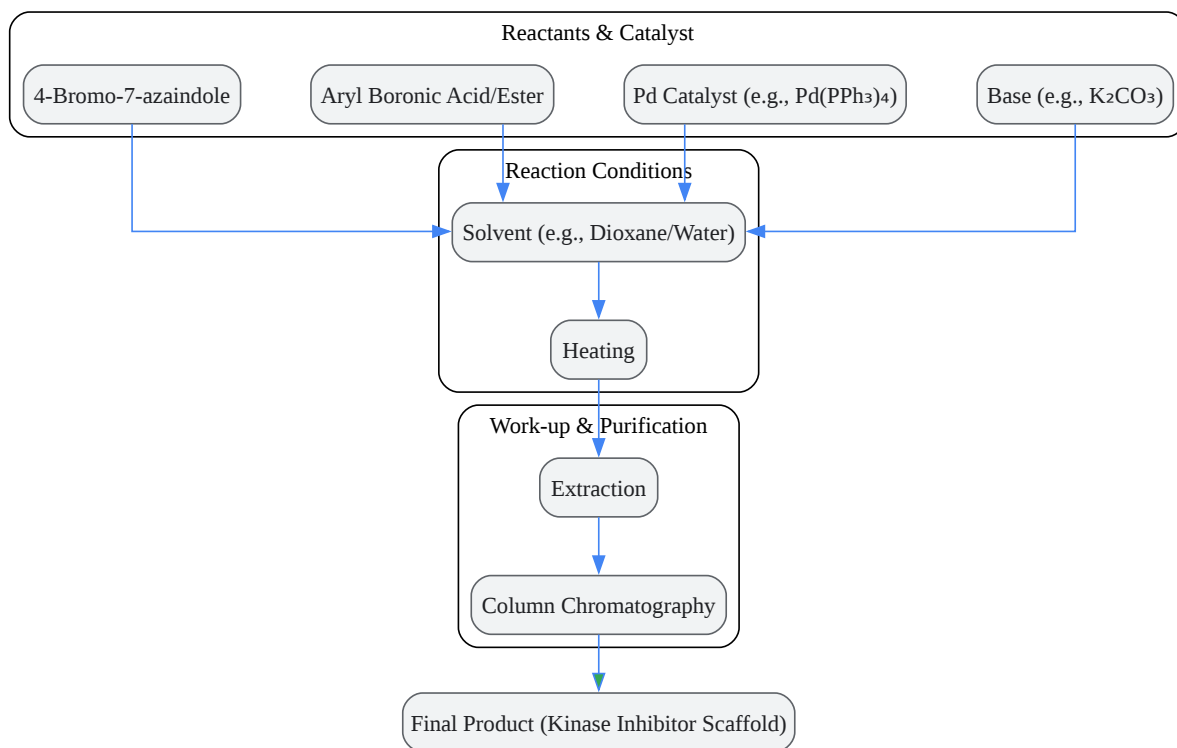 Reactants & Catalyst
4-Bromo-7-azaindole
Aryl Boronic Acid/Ester
Pd Catalyst (e.g., Pd(PPh₃)₄)
Base (e.g., K₂CO₃)
Reaction Conditions
Solvent (e.g., Dioxane/Water)
Heating
Work-up & Purification
Extraction
Column Chromatography
Final Product (Kinase Inhibitor Scaffold)